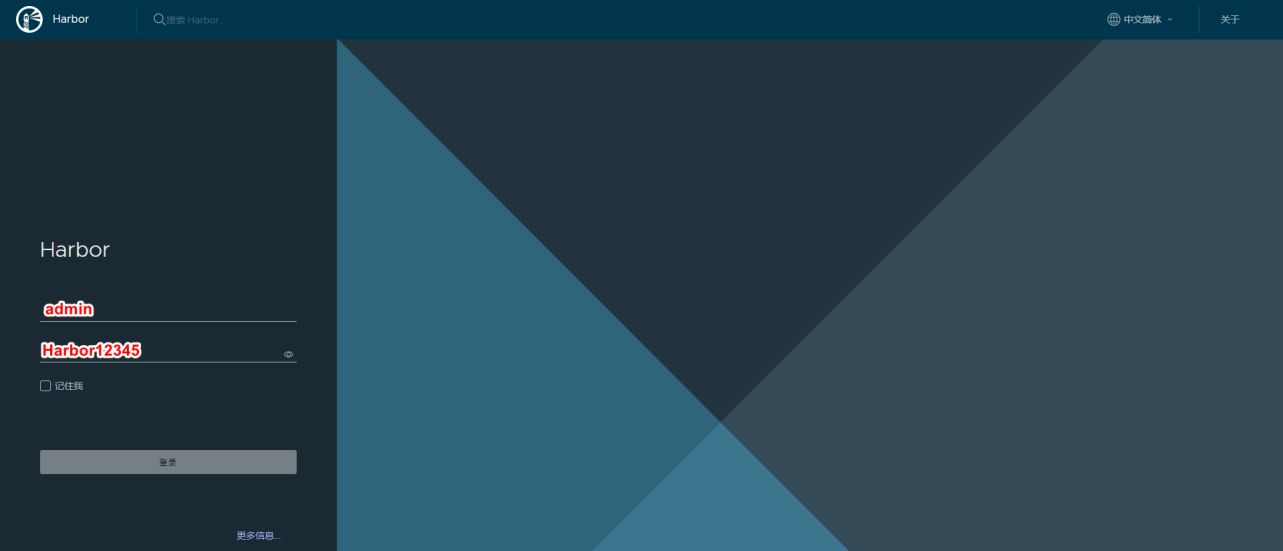 Harbor
搜索 Harbor...
中文简体
关于
Harbor
admin
Harbor12345
记住我
登录
更多信息...